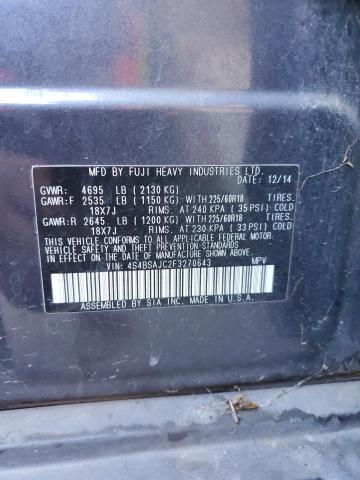 MFD BY FUJI HEAVY INDUSTRIES LTD.
DATE: 12/14
GVWR: 4695 LB ( 2130 KG)
GAWR:F 2535 LB ( 1150 KG)-WITH 225/60R18 TIRES.
18X7J RIMS. AT 240 KPA ( 35 PSI) COLD
GAWR:R 2645 LB ( 1200 KG)-WITH 225/60R18 TIRES.
18X7J RIMS. AT 230 KPA ( 33 PSI) COLD
THIS VEHICLE CONFORMS TO ALL APPLICABLE FEDERAL MOTOR
VEHICLE SAFETY AND THEFT PREVENTION STANDARDS
IN EFFECT ON THE DATE OF MANUFACTURE SHOWN ABOVE.
VIN: 4S4BSAJC2F3270643 MPV
ASSEMBLED BY SIA INC. MADE IN U.S.A.